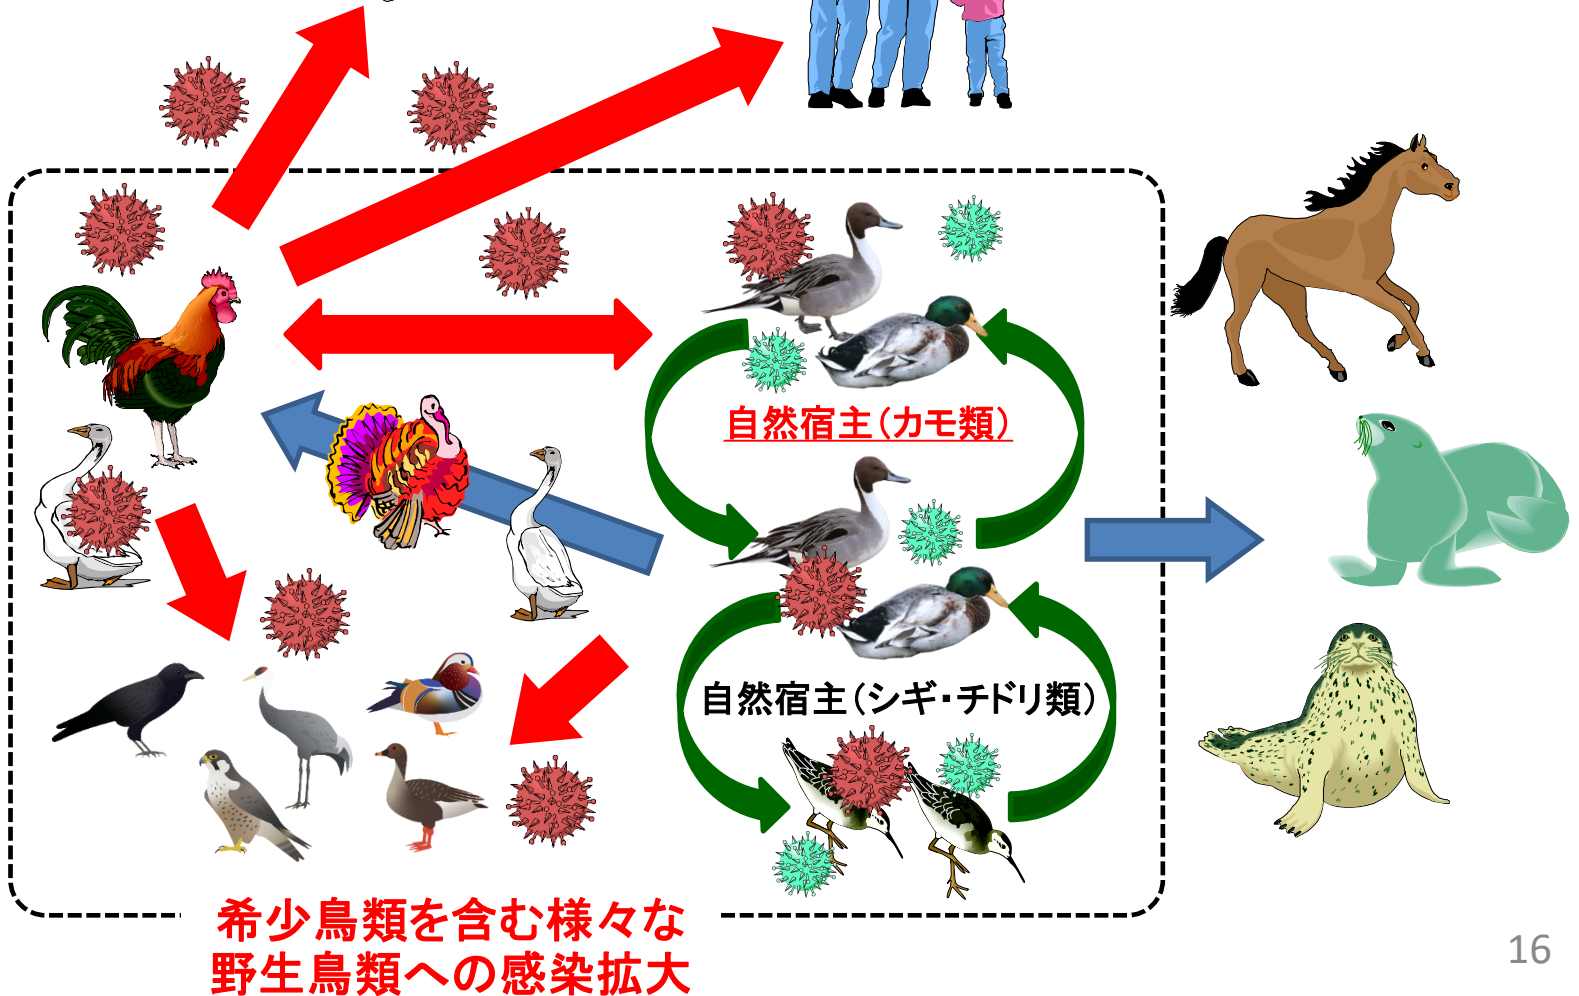 自然宿主（カモ類）
自然宿主（シギ・チドリ類）
希少鳥類を含む様々な
野生鳥類への感染拡大
16